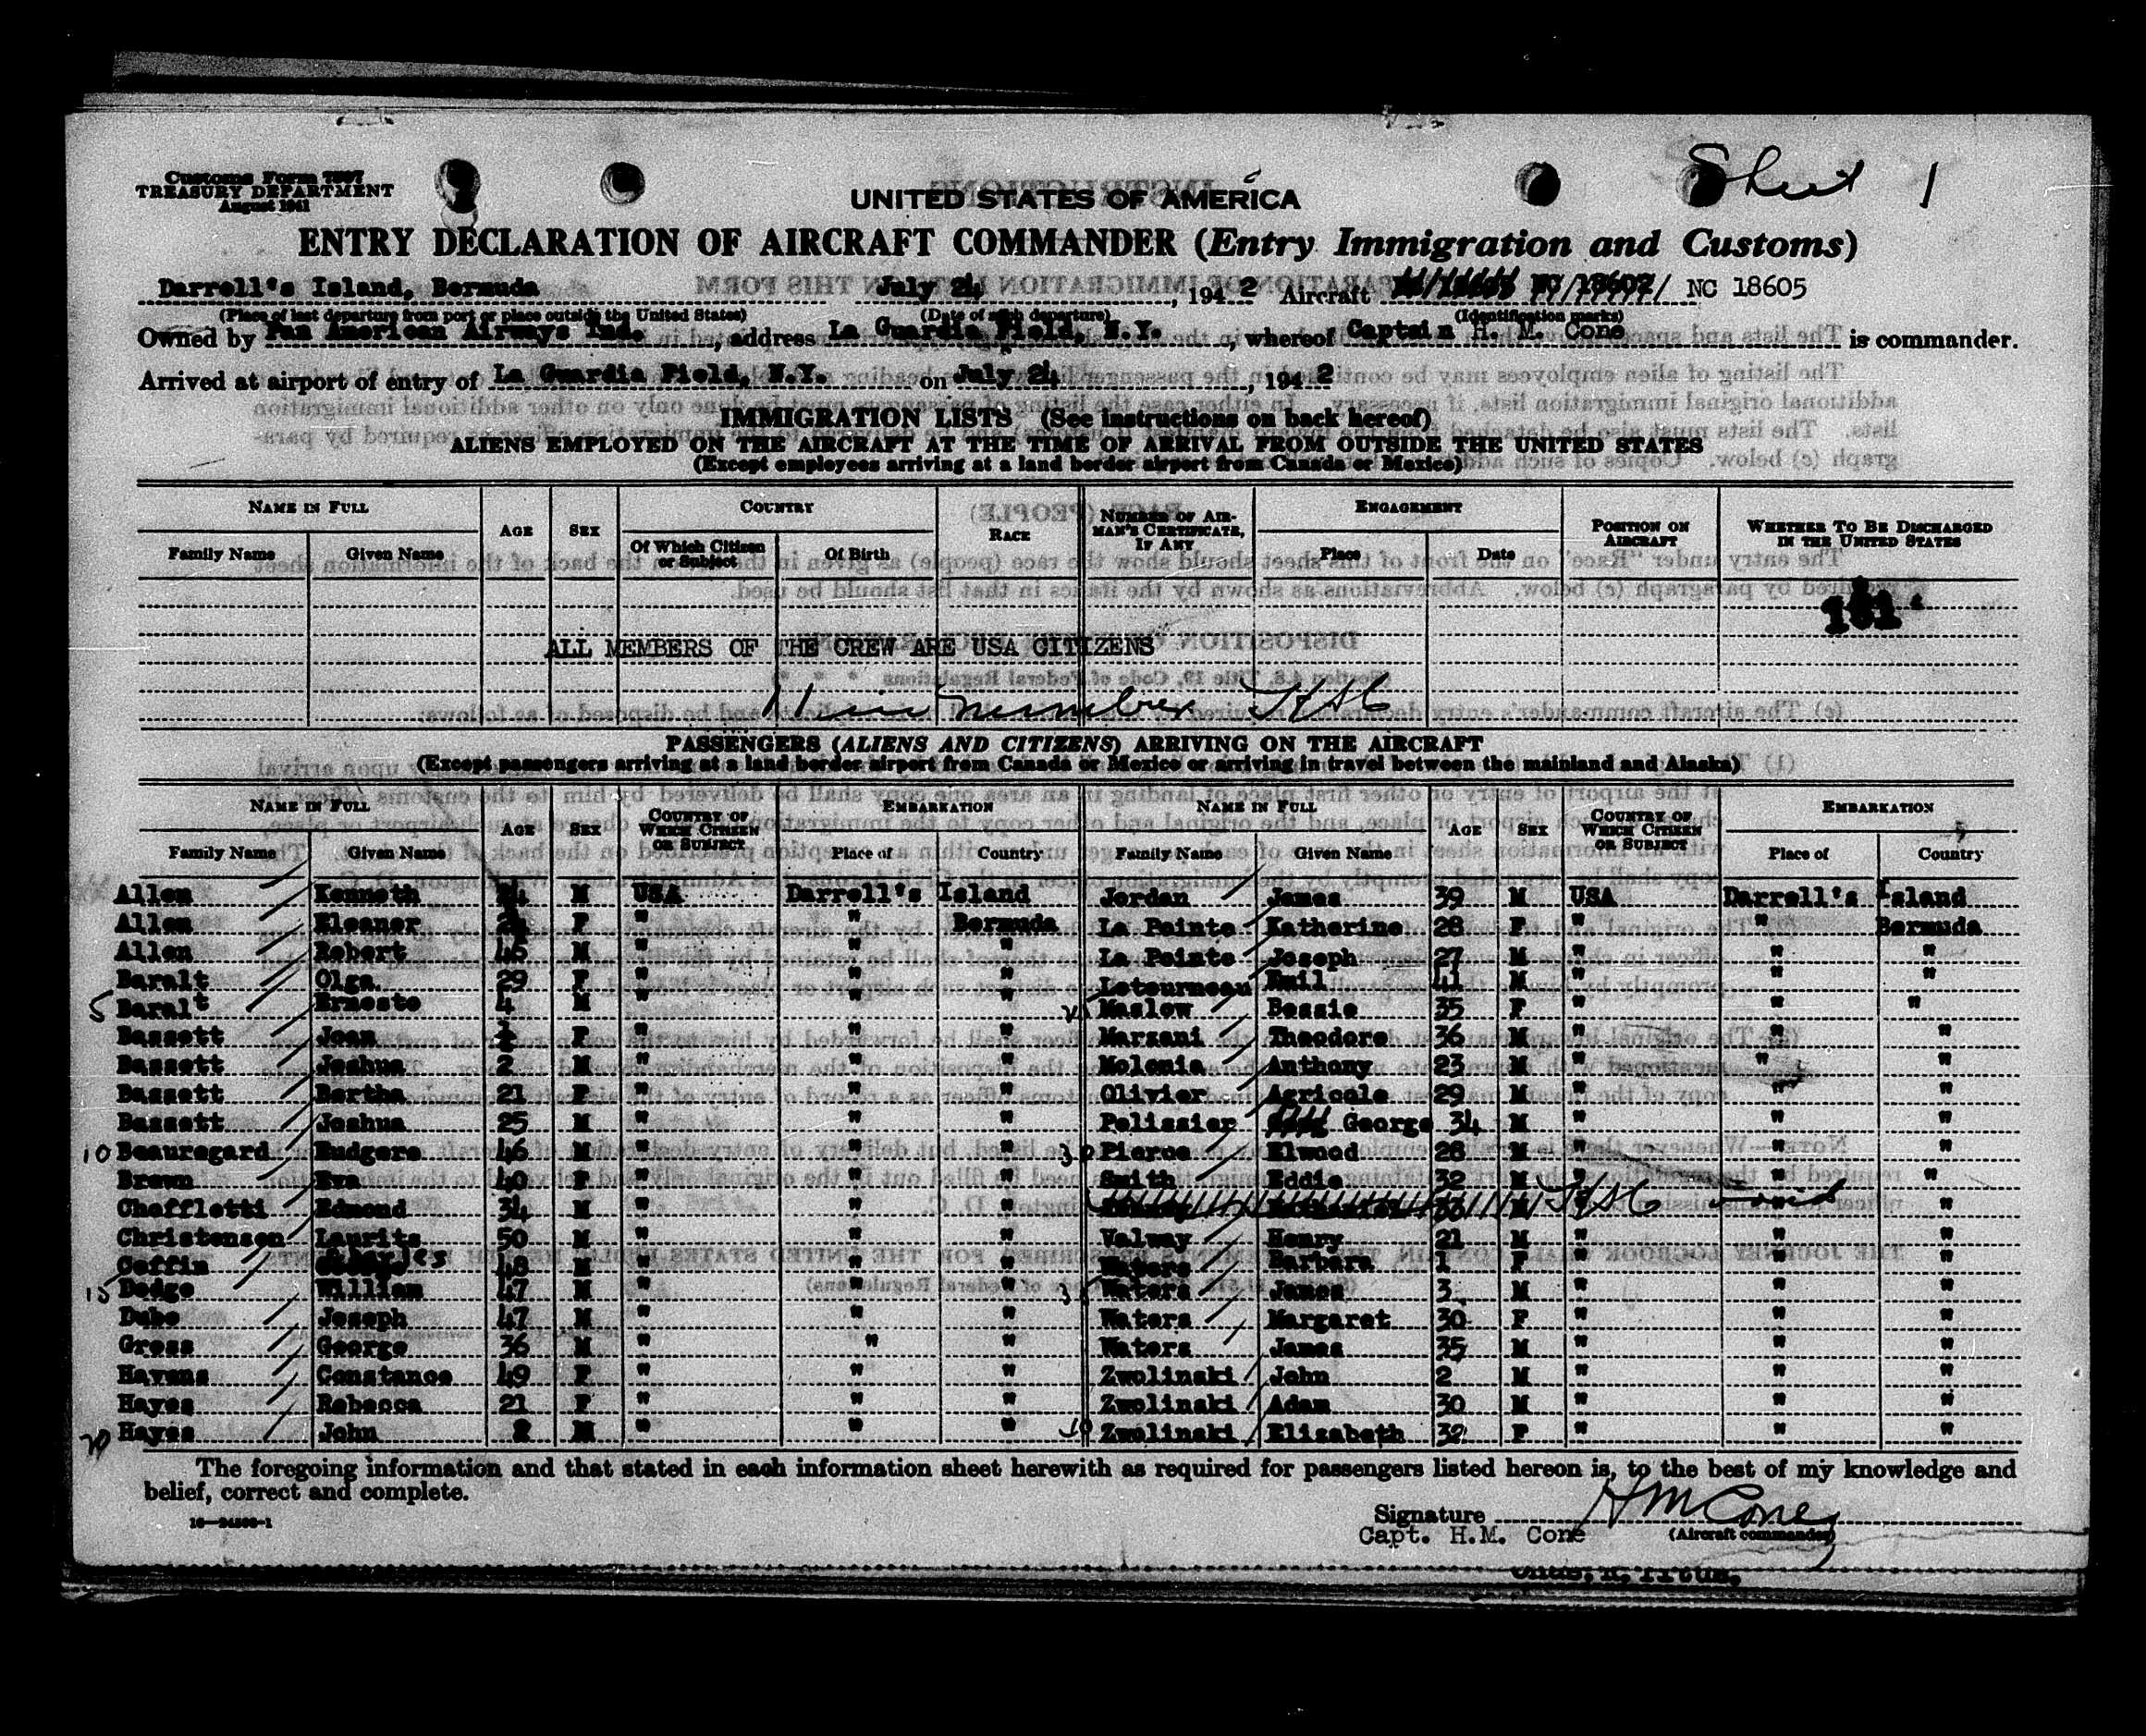 Sheet 1
Customs Form 7507
TREASURY DEPARTMENT
August 1941
UNITED STATES OF AMERICA
ENTRY DECLARATION OF AIRCRAFT COMMANDER (Entry Immigration and Customs)
Darrell's Island, Bermuda July 24, 1942 Aircraft NC 18602 NC 18605
(Place of last departure from port or place outside the United States) (Date of such departure) (Identification marks)
Owned by Pan American Airways Ind., address La Guardia Field, N.Y., whereof Captain H. M. Cone is commander.
Arrived at airport of entry of La Guardia Field, N.Y. on July 24, 1942
IMMIGRATION LISTS (See instructions on back hereof)
ALIENS EMPLOYED ON THE AIRCRAFT AT THE TIME OF ARRIVAL FROM OUTSIDE THE UNITED STATES
(Except employees arriving at a land border airport from Canada or Mexico)
NAME IN FULL AGE SEX COUNTRY RACE NUMBER OF AIRMAN'S CERTIFICATE, IF ANY ENGAGEMENT POSITION ON AIRCRAFT WHETHER TO BE DISCHARGED IN THE UNITED STATES
Family Name Given Name Of Which Citizen or Subject Of Birth Place Date
ALL MEMBERS OF THE CREW ARE USA CITIZENS
PASSENGERS (ALIENS AND CITIZENS) ARRIVING ON THE AIRCRAFT
(Except passengers arriving at a land border airport from Canada or Mexico or arriving in travel between the mainland and Alaska)
NAME IN FULL AGE SEX COUNTRY OF WHICH CITIZEN OR SUBJECT EMBARKATION NAME IN FULL AGE SEX COUNTRY OF WHICH CITIZEN OR SUBJECT EMBARKATION
Family Name Given Name Place of Country Family Name Given Name Place of Country
Allen Kenneth M USA Darrell's Island Jordan James 39 M USA Darrell's Island
Allen Eleanor F " " Bermuda La Pointe Katherine 28 F " " Bermuda
Allen Robert 45 M " " " La Pointe Joseph 27 M " " "
Baralt Olga 29 F " " " Letourneau Emil 41 M " " "
5 Baralt Ernesto 4 M " " " Maslow Bessie 35 F " " "
Bassett Joan F " " " Marzani Theodore 36 M " " "
Bassett Joshua 2 M " " " Molonia Anthony 23 M " " "
Bassett Bertha 21 F " " " Olivier Agricole 29 M " " "
Bassett Joshua 25 M " " " Pelissier George 34 M " " "
10 Beauregard Rudgere 46 M " " " 30 Pierce Elwood 28 M " " "
Brown Eva 40 F " " " Smith Eddie 32 M " " "
Choffletti Edmond 34 M " " " void "
Christensen Laurits 50 M " " " Valway Henry 21 M " " "
Coffin Charles 48 M " " " Waters Barbara 1 F " " "
15 Dodge William 47 M " " " Waters James 3 M " " "
Dube Joseph 47 M " " " Waters Margaret 30 F " " "
Gross George 36 M " " " Waters James 35 M " " "
Havens Constance 49 F " " " Zwolinski John 2 M " " "
Hayes Rebecca 21 F " " " Zwolinski Adam 30 M " " "
20 Hayes John M " " " Zwolinski Elizabeth 32 F " " "
The foregoing information and that stated in each information sheet herewith as required for passengers listed hereon is, to the best of my knowledge and
belief, correct and complete.
Signature H M Cone
(Aircraft commander)
Capt. H.M. Cone